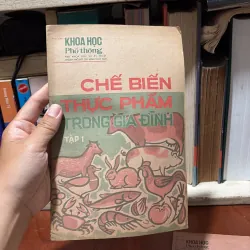 KHOA HỌC
Phổ thông
CHẾ BIẾN
THỰC PHẨM
TRONG GIA ĐÌNH
TẬP 1